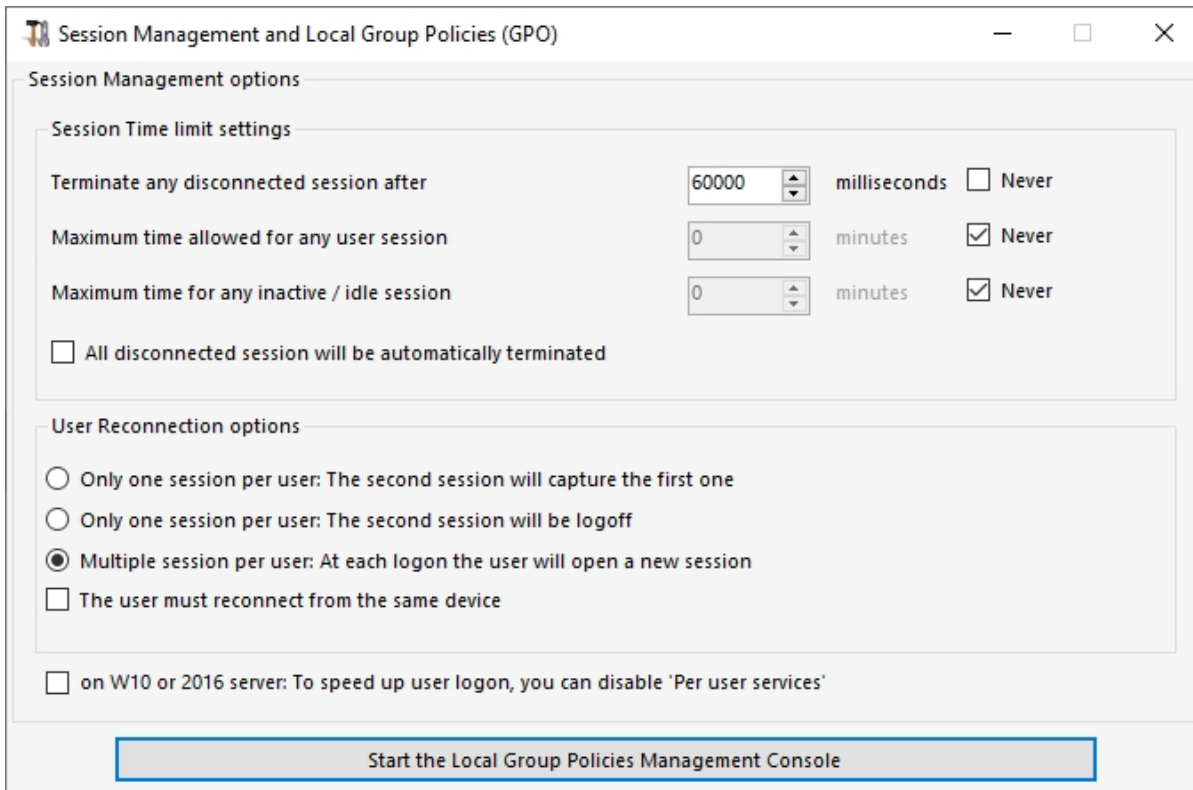 Session Management and Local Group Policies (GPO)
Session Management options
Session Time limit settings
Terminate any disconnected session after 60000 milliseconds Never
Maximum time allowed for any user session 0 minutes Never
Maximum time for any inactive / idle session 0 minutes Never
All disconnected session will be automatically terminated
User Reconnection options
Only one session per user: The second session will capture the first one
Only one session per user: The second session will be logoff
Multiple session per user: At each logon the user will open a new session
The user must reconnect from the same device
on W10 or 2016 server: To speed up user logon, you can disable 'Per user services'
Start the Local Group Policies Management Console